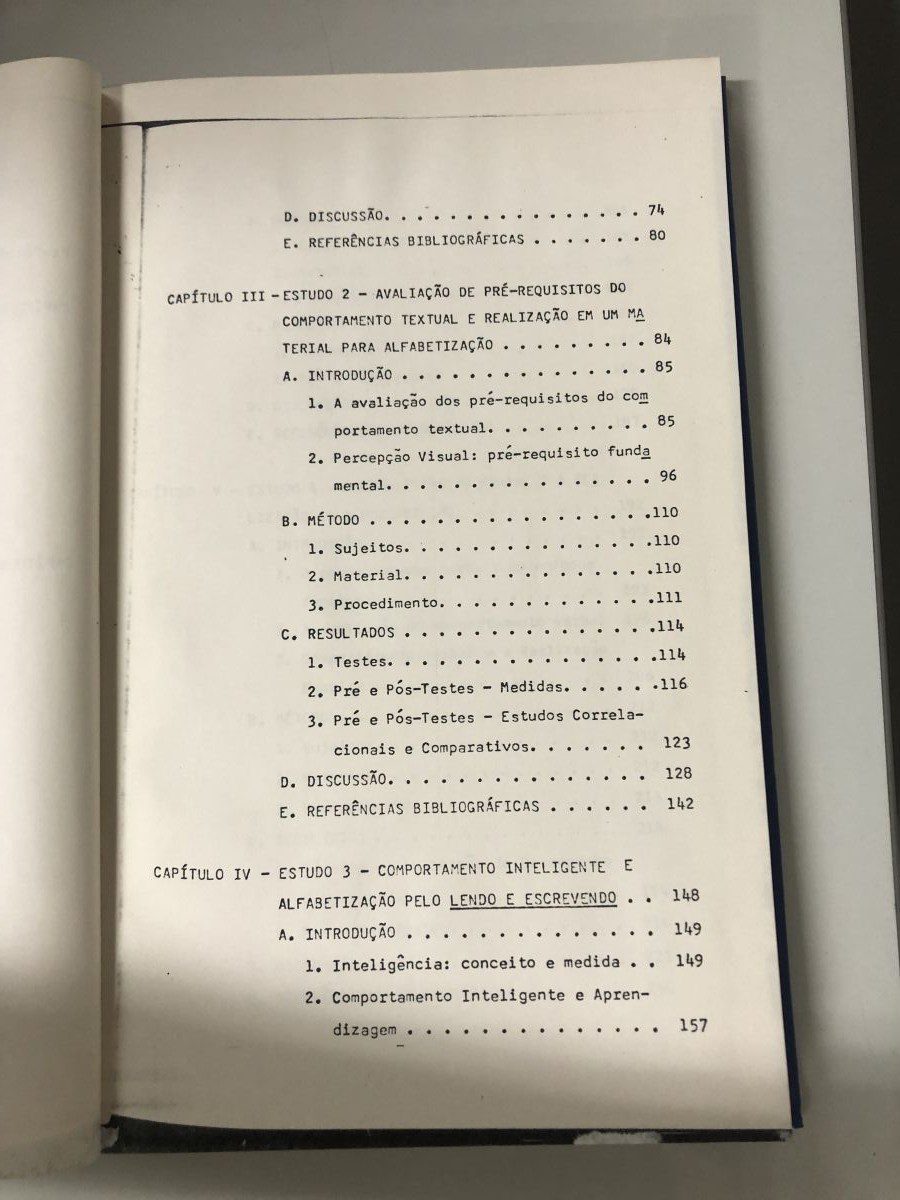 D. DISCUSSÃO. . . . . . . . . . . . . . . . 74
E. REFERÊNCIAS BIBLIOGRÁFICAS . . . . . . . 80
CAPÍTULO III - ESTUDO 2 - AVALIAÇÃO DE PRÉ-REQUISITOS DO
COMPORTAMENTO TEXTUAL E REALIZAÇÃO EM UM MA
TERIAL PARA ALFABETIZAÇÃO . . . . . . . . . 84
A. INTRODUÇÃO . . . . . . . . . . . . . . . 85
1. A avaliação dos pré-requisitos do com
portamento textual. . . . . . . . . . 85
2. Percepção Visual: pré-requisito funda
mental. . . . . . . . . . . . . . . . 96
B. MÉTODO . . . . . . . . . . . . . . . . .110
1. Sujeitos. . . . . . . . . . . . . . .110
2. Material. . . . . . . . . . . . . . .110
3. Procedimento. . . . . . . . . . . . .111
C. RESULTADOS . . . . . . . . . . . . . . .114
1. Testes. . . . . . . . . . . . . . . .114
2. Pré e Pós-Testes - Medidas. . . . . .116
3. Pré e Pós-Testes - Estudos Correla-
cionais e Comparativos. . . . . . . 123
D. DISCUSSÃO. . . . . . . . . . . . . . . 128
E. REFERÊNCIAS BIBLIOGRÁFICAS . . . . . . 142
CAPÍTULO IV - ESTUDO 3 - COMPORTAMENTO INTELIGENTE E
ALFABETIZAÇÃO PELO LENDO E ESCREVENDO . . 148
A. INTRODUÇÃO . . . . . . . . . . . . . . 149
1. Inteligência: conceito e medida . . 149
2. Comportamento Inteligente e Apren-
dizagem . . . . . . . . . . . . . . 157